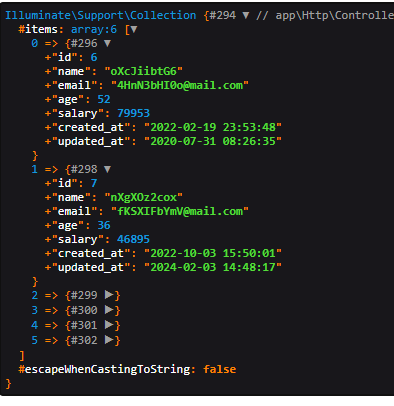 Illuminate\Support\Collection {#294 ▼ // app\Http\Controlle
#items: array:6 [▼
0 => {#296 ▼
+"id": 6
+"name": "oXcJiibtG6"
+"email": "4HnN3bHI0o@mail.com"
+"age": 52
+"salary": 79953
+"created_at": "2022-02-19 23:53:48"
+"updated_at": "2020-07-31 08:26:35"
}
1 => {#298 ▼
+"id": 7
+"name": "nXgXOz2cox"
+"email": "fKSXIFbYmV@mail.com"
+"age": 36
+"salary": 46895
+"created_at": "2022-10-03 15:50:01"
+"updated_at": "2024-02-03 14:48:17"
}
2 => {#299 ▶}
3 => {#300 ▶}
4 => {#301 ▶}
5 => {#302 ▶}
]
#escapeWhenCastingToString: false
}